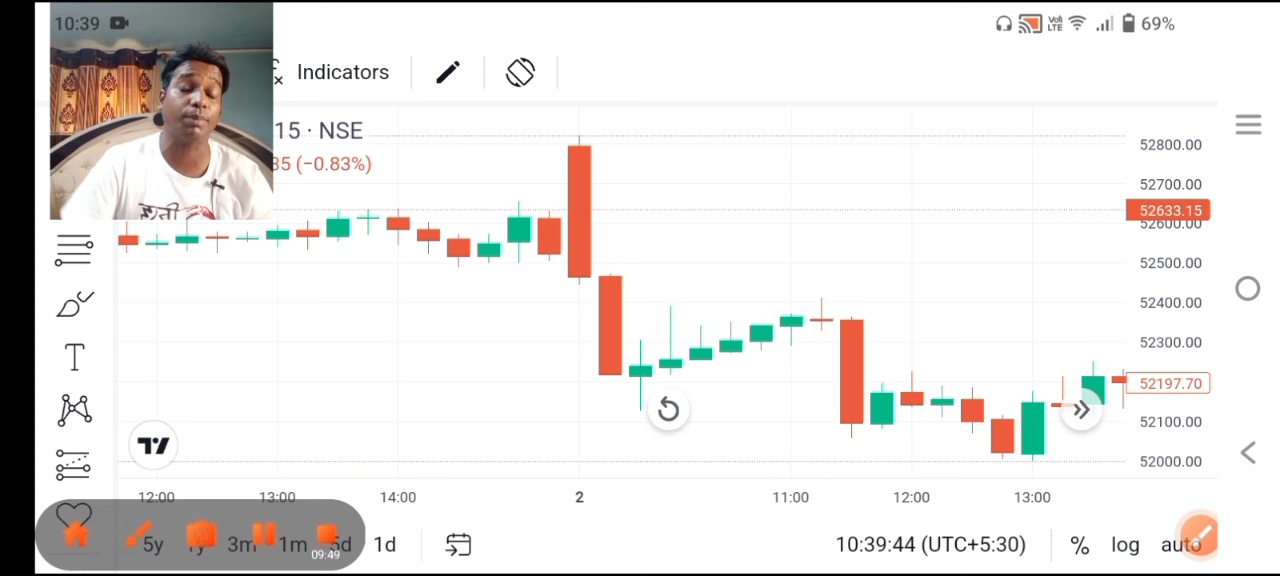 10:39
VoI) LTE
69%
Indicators
15 · NSE
35 (−0.83%)
52800.00
52700.00
52633.15
52600.00
52500.00
52400.00
52300.00
52197.70
52100.00
52000.00
T
12:00 13:00 14:00 2 11:00 12:00 13:00
5y 1y 3m 1m 5d 1d
09:49
10:39:44 (UTC+5:30) % log auto